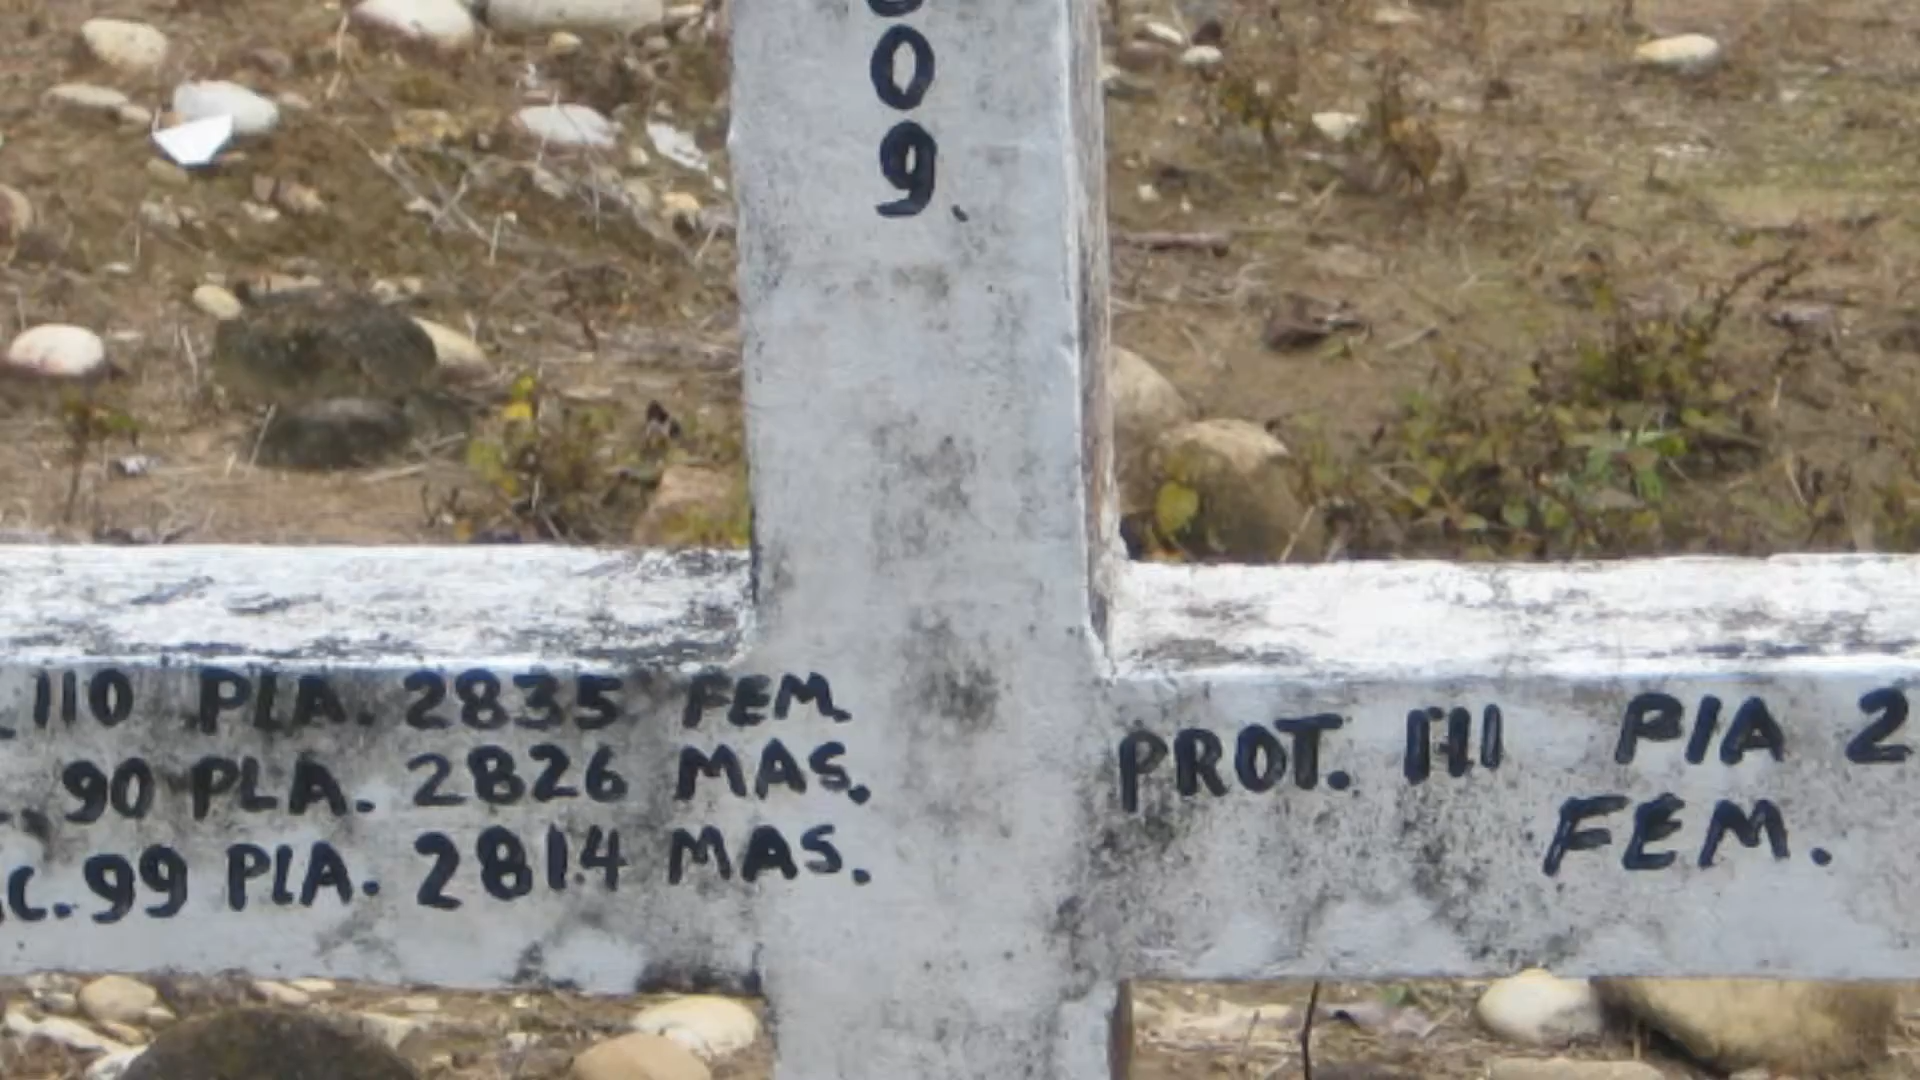 09.
110 PLA. 2835 FEM.
90 PLA. 2826 MAS.
C. 99 PLA. 2814 MAS.
PROT. 111 PIA 2
FEM.